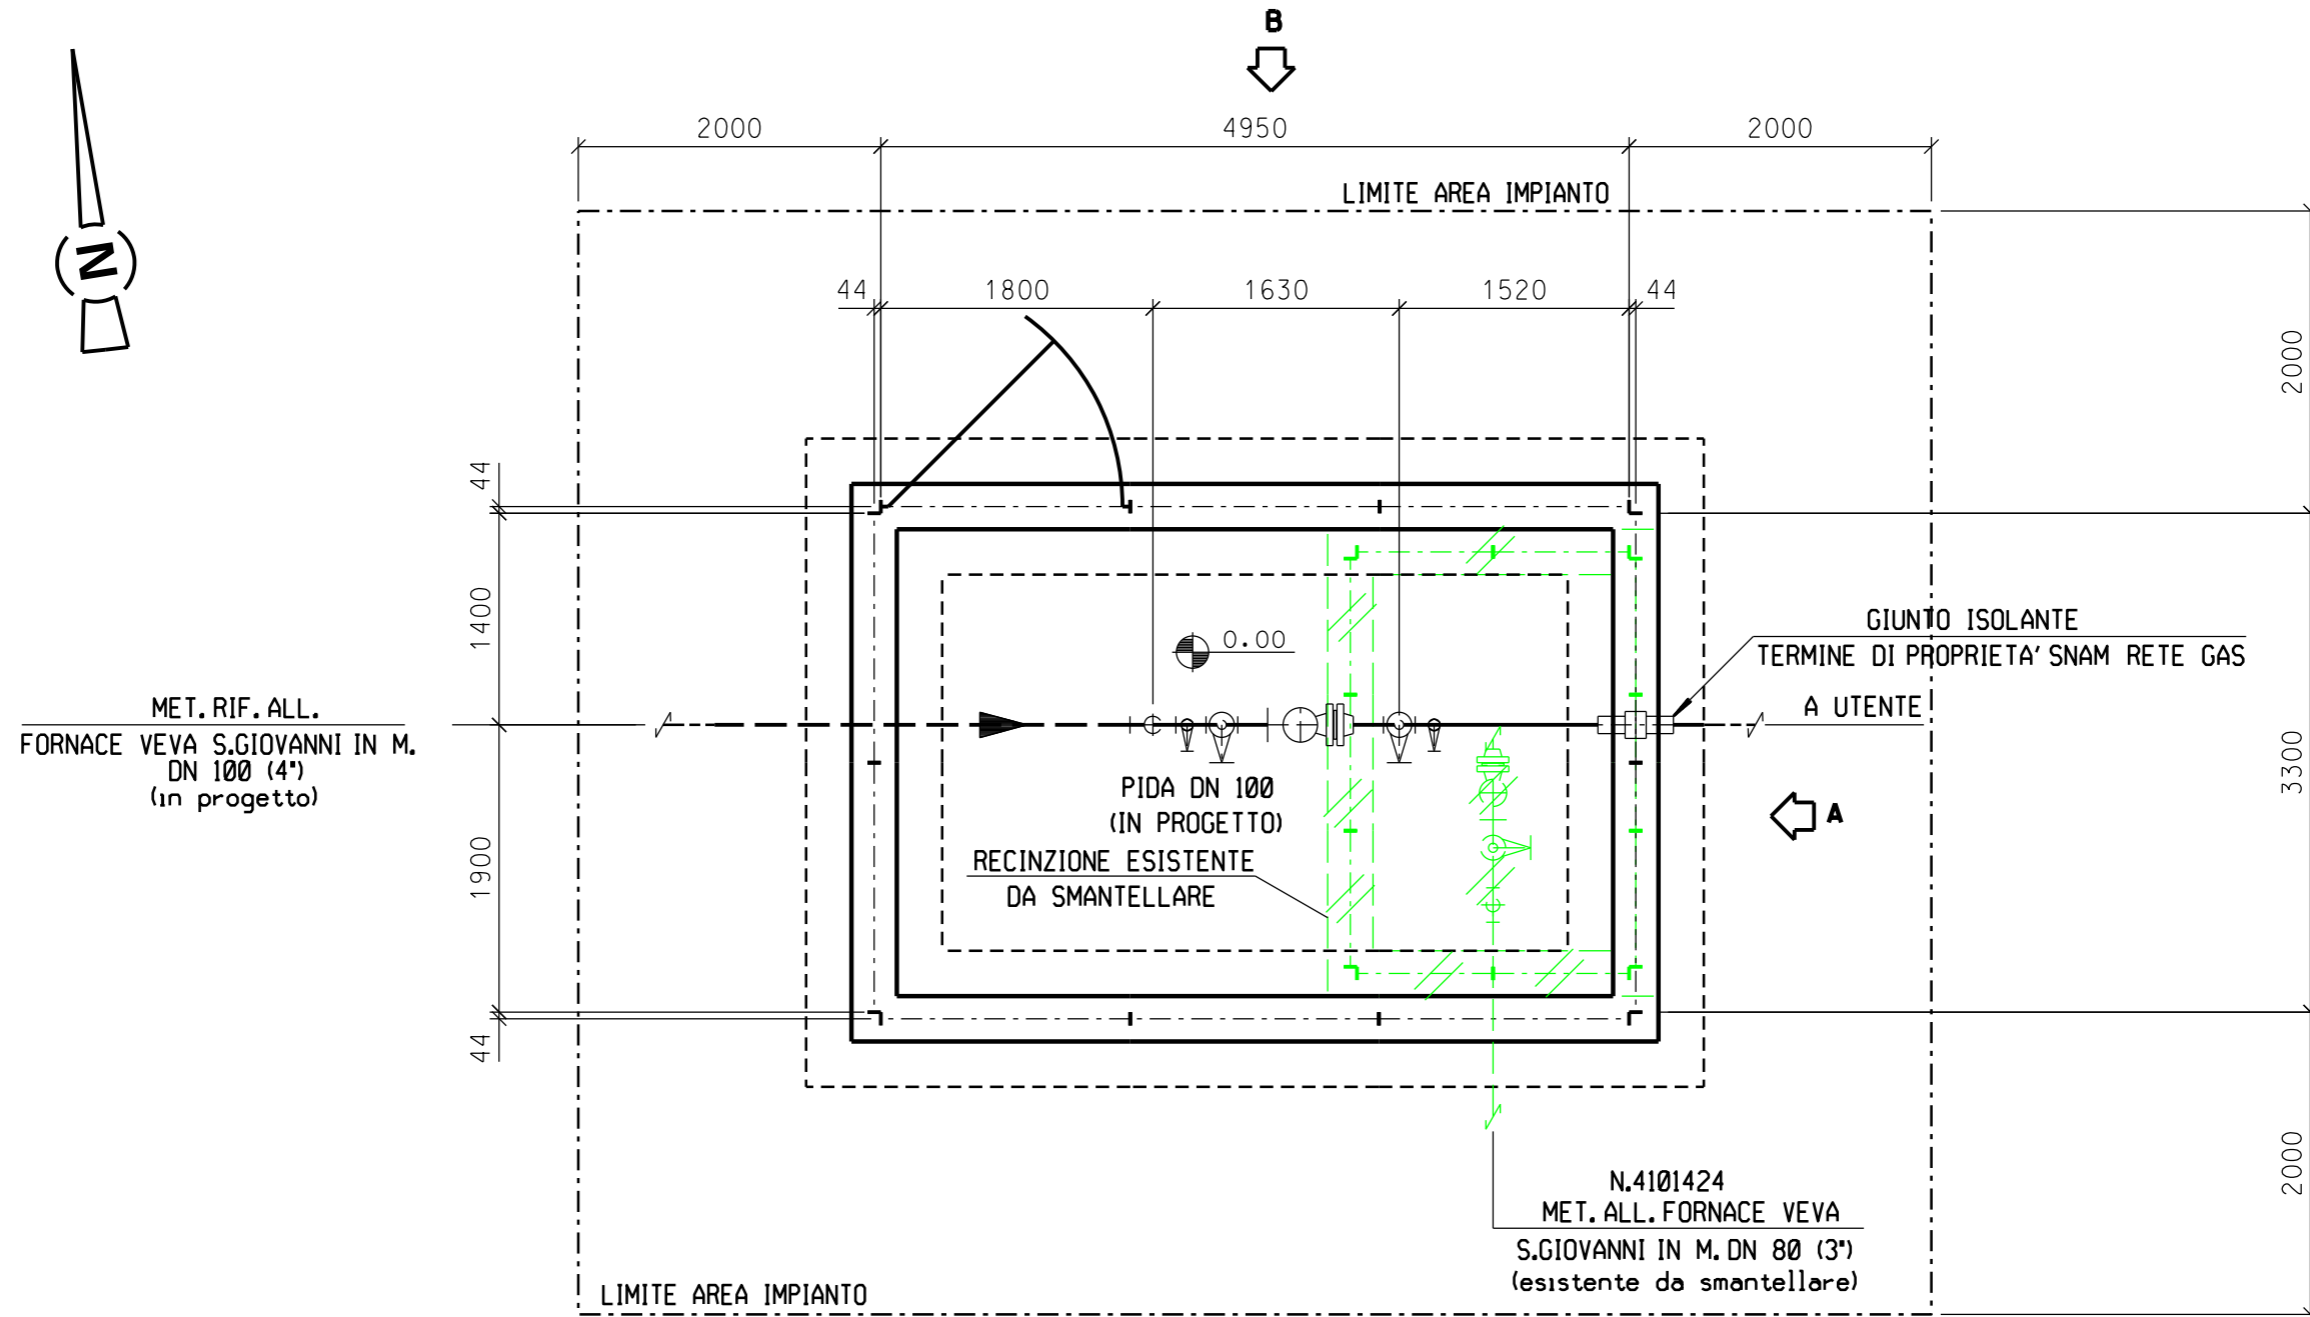 B
2000
4950
2000
LIMITE AREA IMPIANTO
N
44
1800
1630
1520
44
2000
44
1400
0.00
GIUNTO ISOLANTE
TERMINE DI PROPRIETA' SNAM RETE GAS
A UTENTE
MET. RIF. ALL.
FORNACE VEVA S.GIOVANNI IN M.
DN 100 (4")
(in progetto)
PIDA DN 100
(IN PROGETTO)
A
3300
RECINZIONE ESISTENTE
DA SMANTELLARE
1900
44
2000
N.4101424
MET. ALL. FORNACE VEVA
S.GIOVANNI IN M. DN 80 (3")
(esistente da smantellare)
LIMITE AREA IMPIANTO